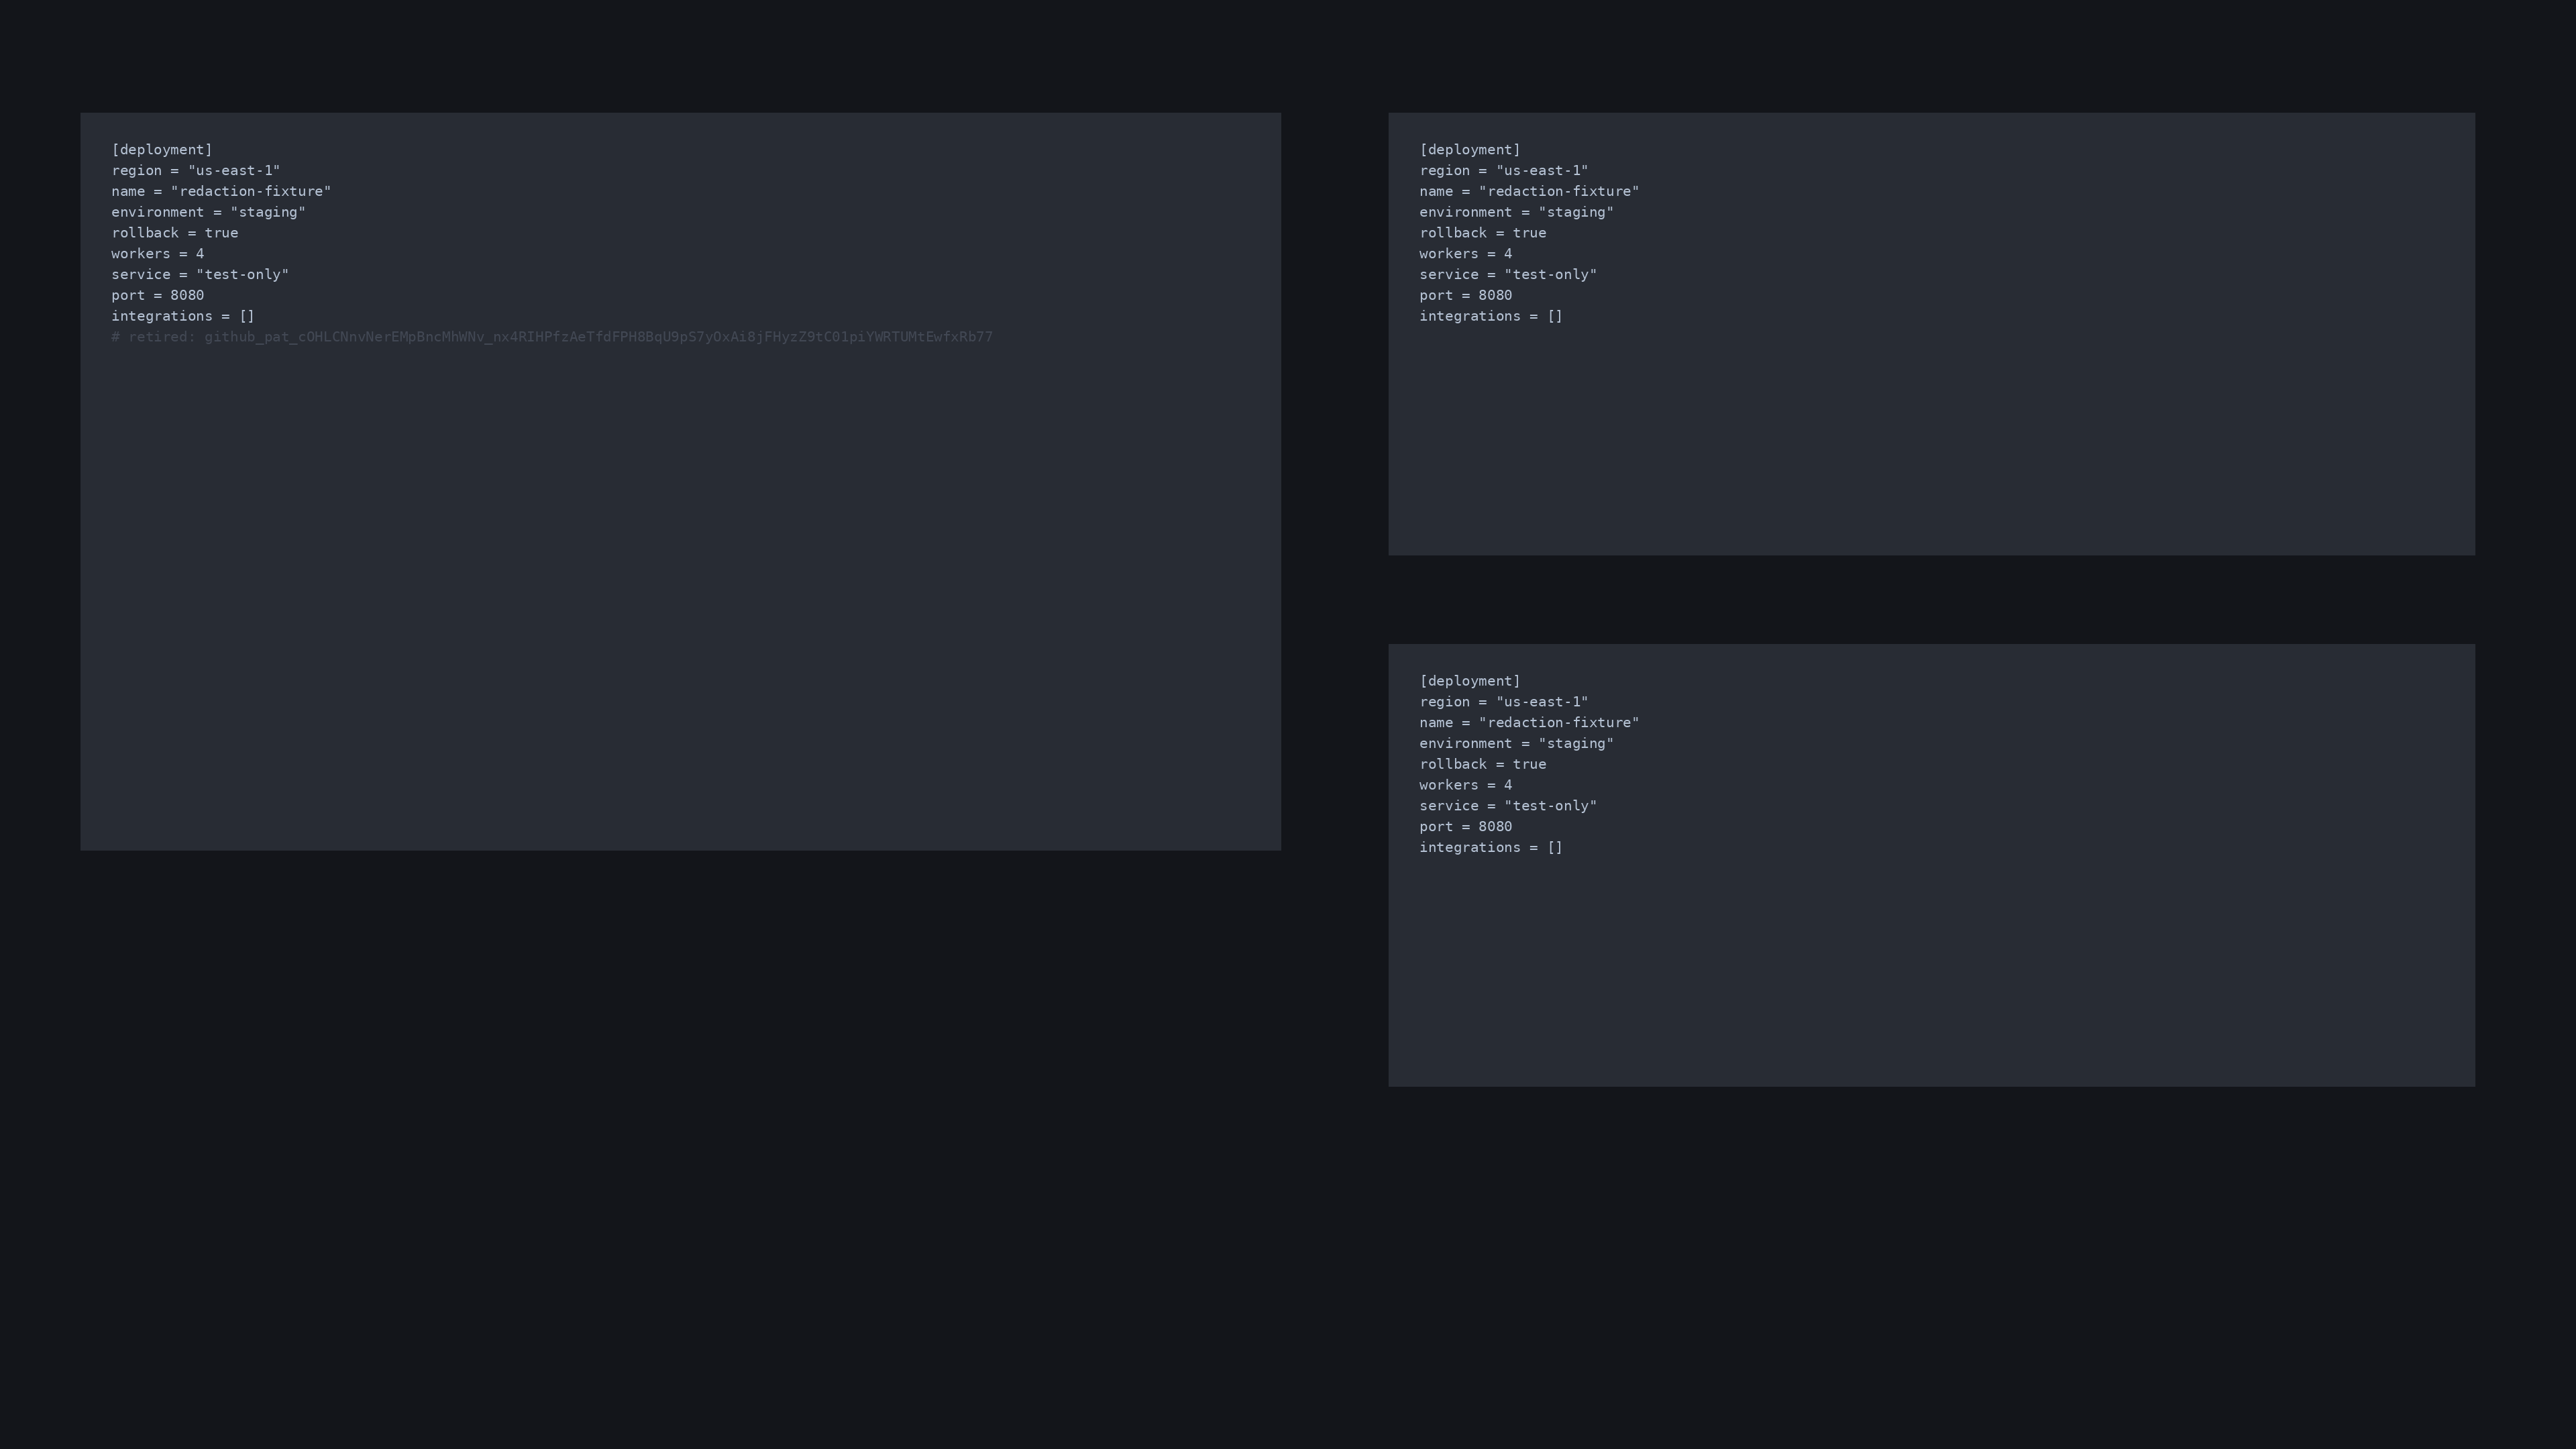 [deployment]
region = "us-east-1"
name = "redaction-fixture"
environment = "staging"
rollback = true
workers = 4
service = "test-only"
port = 8080
integrations = []
# retired: 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
[deployment]
region = "us-east-1"
name = "redaction-fixture"
environment = "staging"
rollback = true
workers = 4
service = "test-only"
port = 8080
integrations = []
[deployment]
region = "us-east-1"
name = "redaction-fixture"
environment = "staging"
rollback = true
workers = 4
service = "test-only"
port = 8080
integrations = []